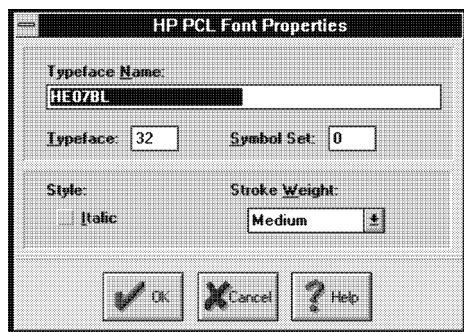 HP PCL Font Properties
Typeface Name:
HE07BL
Typeface: 32 Symbol Set: 0
Style: Stroke Weight:
Italic Medium
OK Cancel ? Help